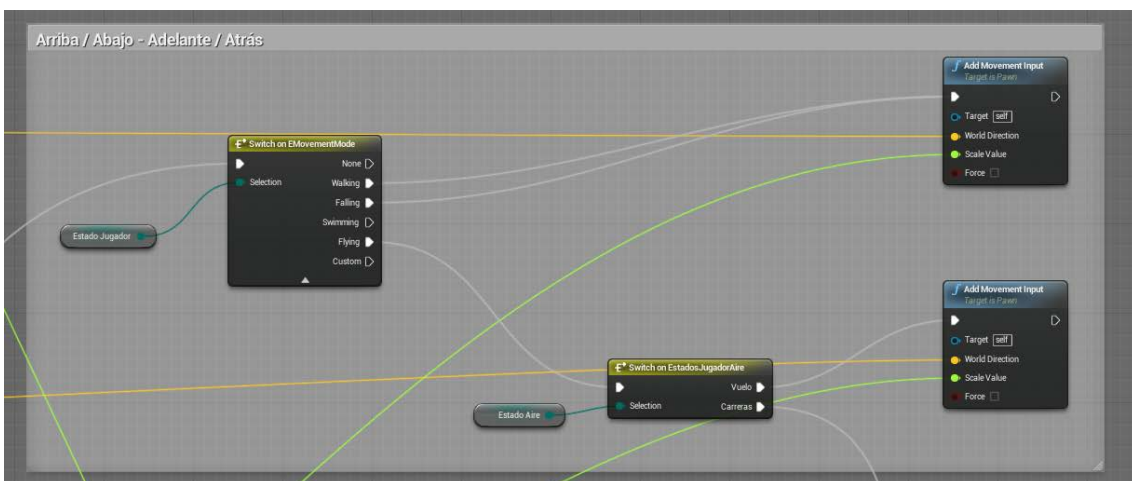 Arriba / Abajo - Adelante / Atrás
Add Movement Input
Target is Pawn
Target self
World Direction
Scale Value
Force
Switch on EMovementMode
None
Selection
Walking
Falling
Swimming
Flying
Custom
Estado Jugador
Add Movement Input
Target is Pawn
Target self
World Direction
Scale Value
Force
Switch on EstadosJugadorAire
Vuelo
Selection
Carreras
Estado Aire